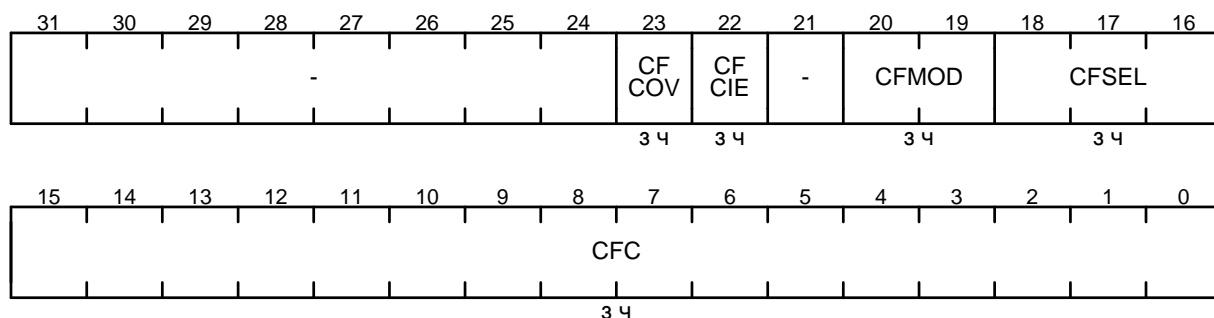 31 30 29 28 27 26 25 24 23 22 21 20 19 18 17 16
- CF COV CF CIE - CFMOD CFSEL
з ч з ч з ч з ч
15 14 13 12 11 10 9 8 7 6 5 4 3 2 1 0
CFC
з ч